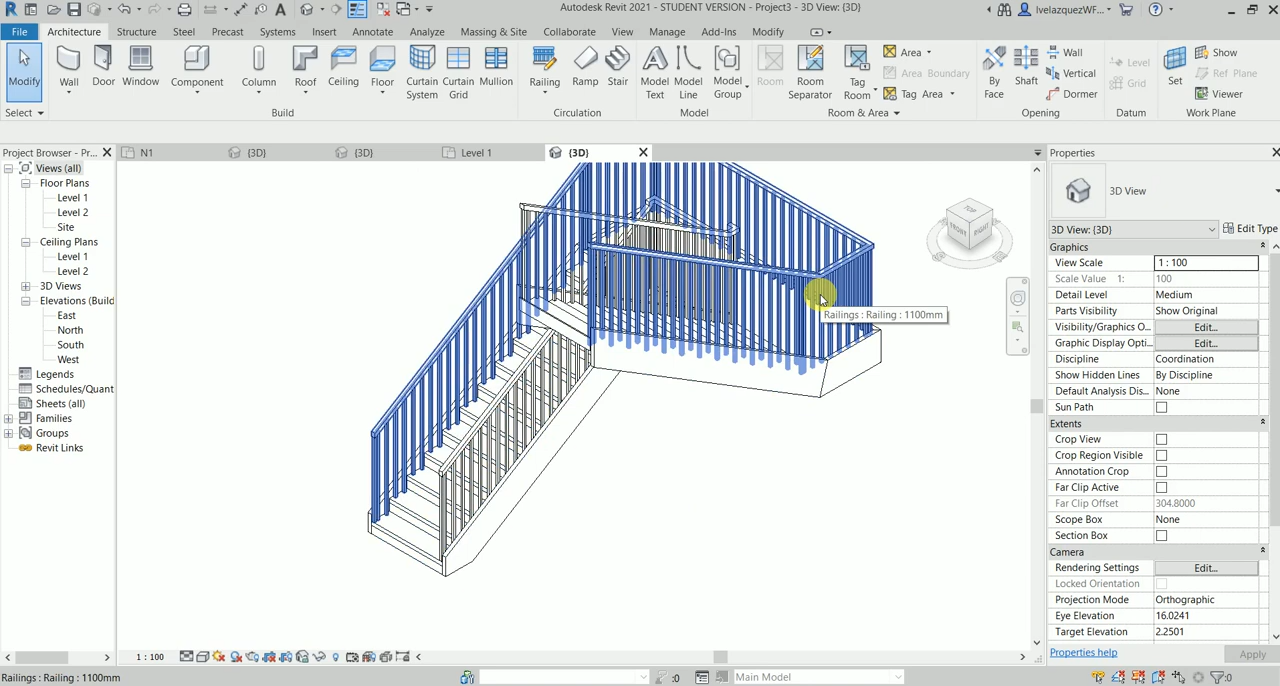 Autodesk Revit 2021 - STUDENT VERSION - Project3 - 3D View: {3D}
lvelazquezWF...
File Architecture Structure Steel Precast Systems Insert Annotate Analyze Massing & Site Collaborate View Manage Add-Ins Modify
Modify Wall Door Window Component Column Roof Ceiling Floor Curtain System Curtain Grid Mullion
Railing Ramp Stair
Model Text Model Line Model Group
Room Room Separator Tag Room
Area
Area Boundary
Tag Area
By Face Shaft
Wall
Vertical
Dormer
Level
Grid
Set
Show
Ref Plane
Viewer
Select Build Circulation Model Room & Area Opening Datum Work Plane
Project Browser - Pr...
N1 {3D} {3D} Level 1 {3D}
Views (all)
Floor Plans
Level 1
Level 2
Site
Ceiling Plans
Level 1
Level 2
3D Views
Elevations (Build
East
North
South
West
Legends
Schedules/Quant
Sheets (all)
Families
Groups
Revit Links
TOP
FRONT RIGHT
Railings : Railing : 1100mm
Properties
3D View
3D View: {3D} Edit Type
Graphics
View Scale 1 : 100
Scale Value 1: 100
Detail Level Medium
Parts Visibility Show Original
Visibility/Graphics O... Edit...
Graphic Display Opti... Edit...
Discipline Coordination
Show Hidden Lines By Discipline
Default Analysis Dis... None
Sun Path
Extents
Crop View
Crop Region Visible
Annotation Crop
Far Clip Active
Far Clip Offset 304.8000
Scope Box None
Section Box
Camera
Rendering Settings Edit...
Locked Orientation
Projection Mode Orthographic
Eye Elevation 16.0241
Target Elevation 2.2501
Properties help Apply
1 : 100
Railings : Railing : 1100mm
:0
Main Model
:0